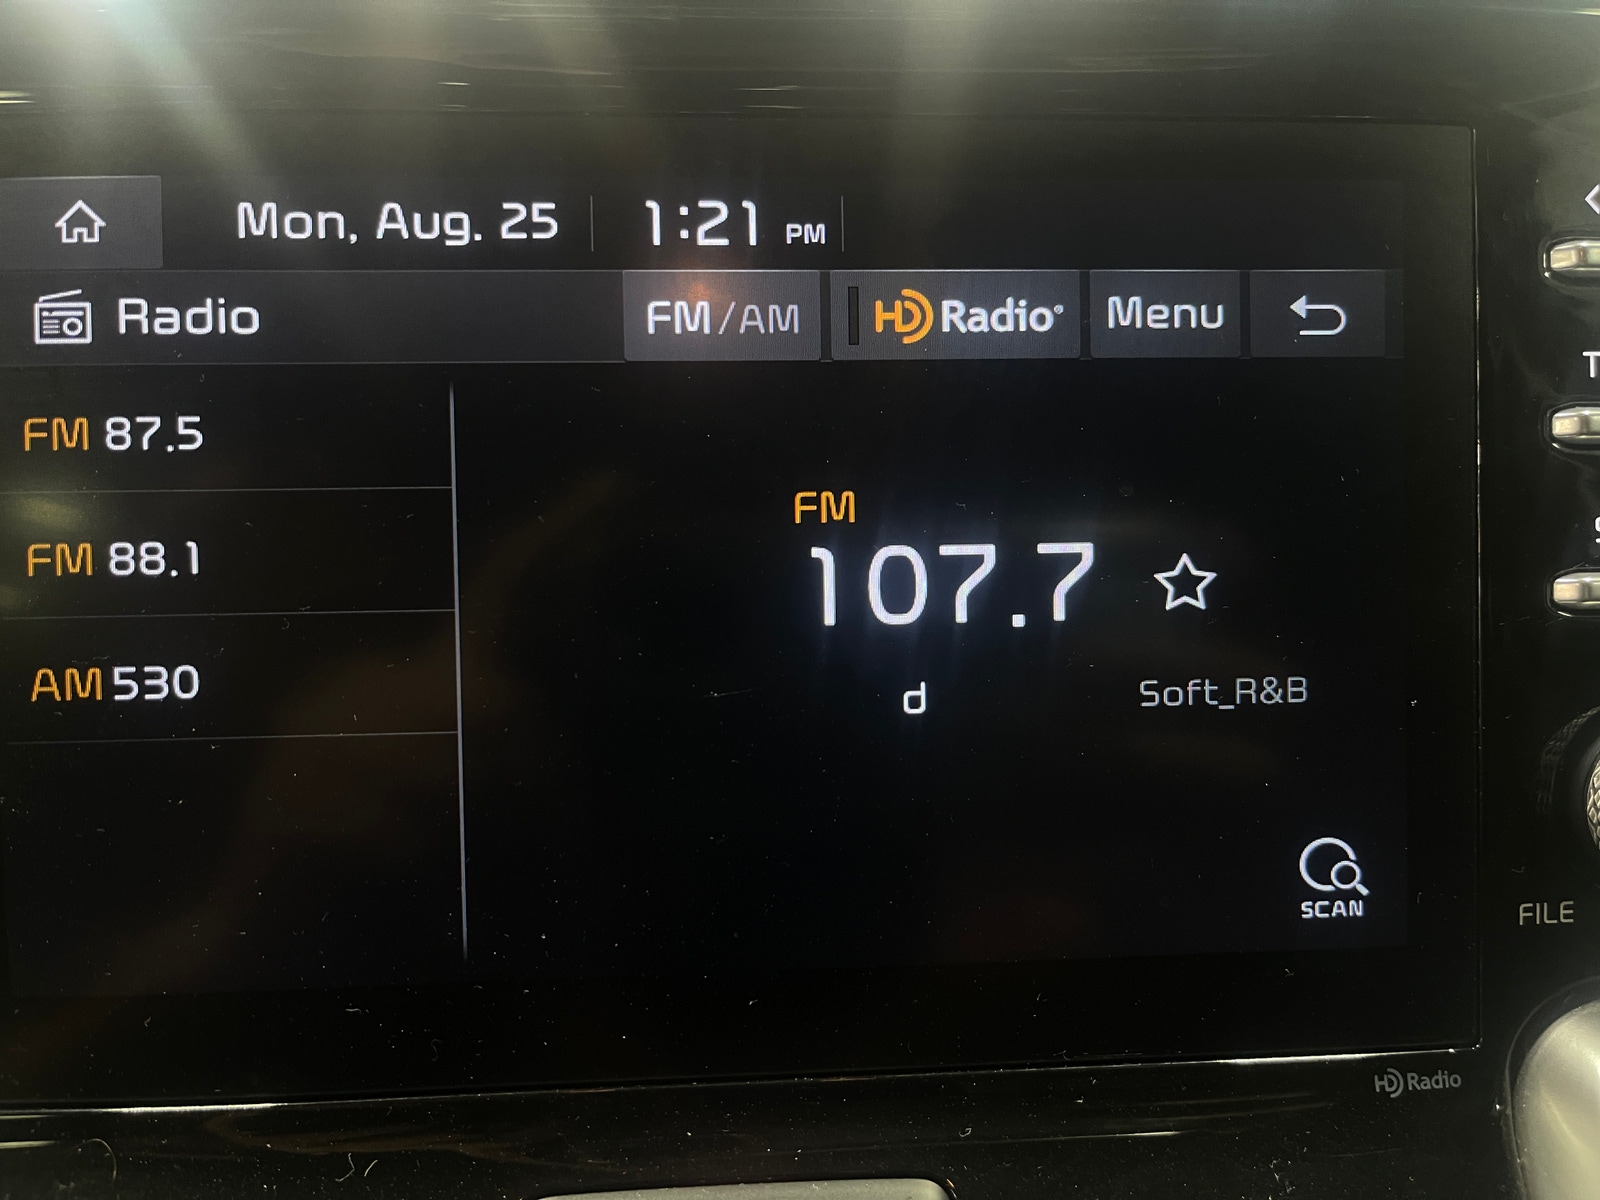 Mon, Aug. 25 1:21 PM
Radio FM/AM HD Radio® Menu
FM 87.5
FM 88.1
AM 530
FM
107.7
d Soft_R&B
SCAN
FILE
HD Radio